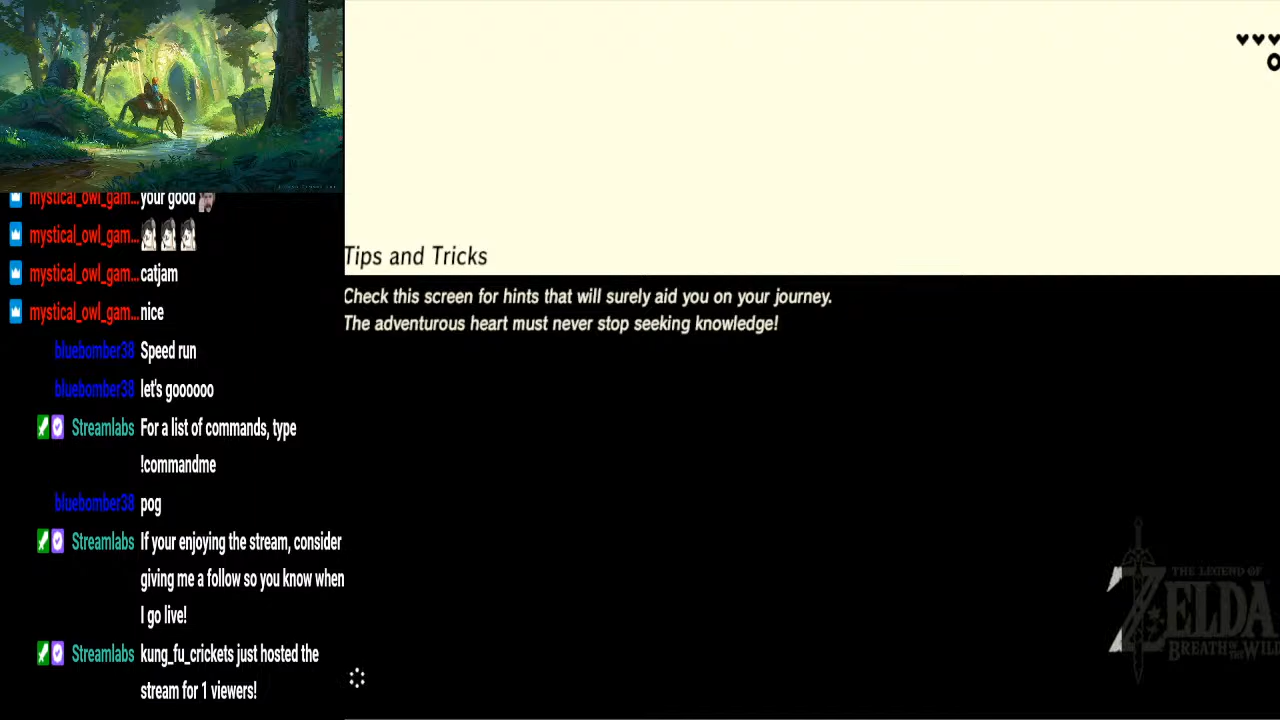 mystical_owl_gam... your good
mystical_owl_gam...
mystical_owl_gam... catjam
mystical_owl_gam... nice
bluebomber38 Speed run
bluebomber38 let's goooooo
Streamlabs For a list of commands, type
!commandme
bluebomber38 pog
Streamlabs If your enjoying the stream, consider
giving me a follow so you know when
I go live!
Streamlabs kung_fu_crickets just hosted the
stream for 1 viewers!
Tips and Tricks
Check this screen for hints that will surely aid you on your journey.
The adventurous heart must never stop seeking knowledge!
THE LEGEND OF
ZELDA
BREATH OF THE WILD